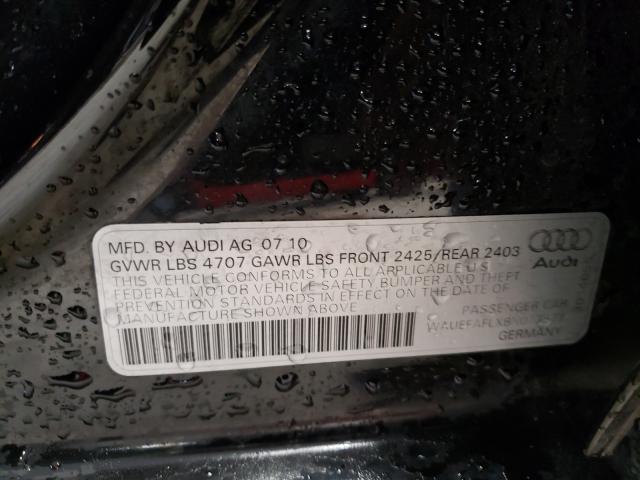 MFD. BY AUDI AG 07 10
GVWR LBS 4707 GAWR LBS FRONT 2425/REAR 2403
THIS VEHICLE CONFORMS TO ALL APPLICABLE U S
FEDERAL MOTOR VEHICLE SAFETY BUMPER AND THEFT
PREVENTION STANDARDS IN EFFECT ON THE DATE OF
MANUFACTURE SHOWN ABOVE
Audi
PASSENGER CAR
GERMANY